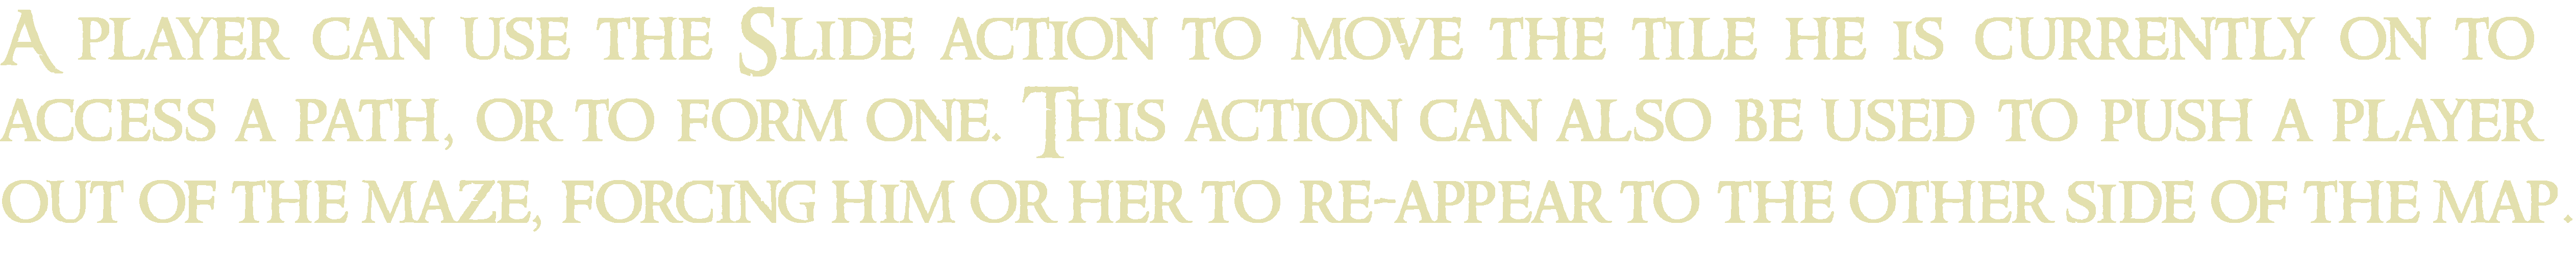 A player can use the Slide action to move the tile he is currently on to
access a path, or to form one. This action can also be used to push a player
out of the maze, forcing him or her to re-appear to the other side of the map.